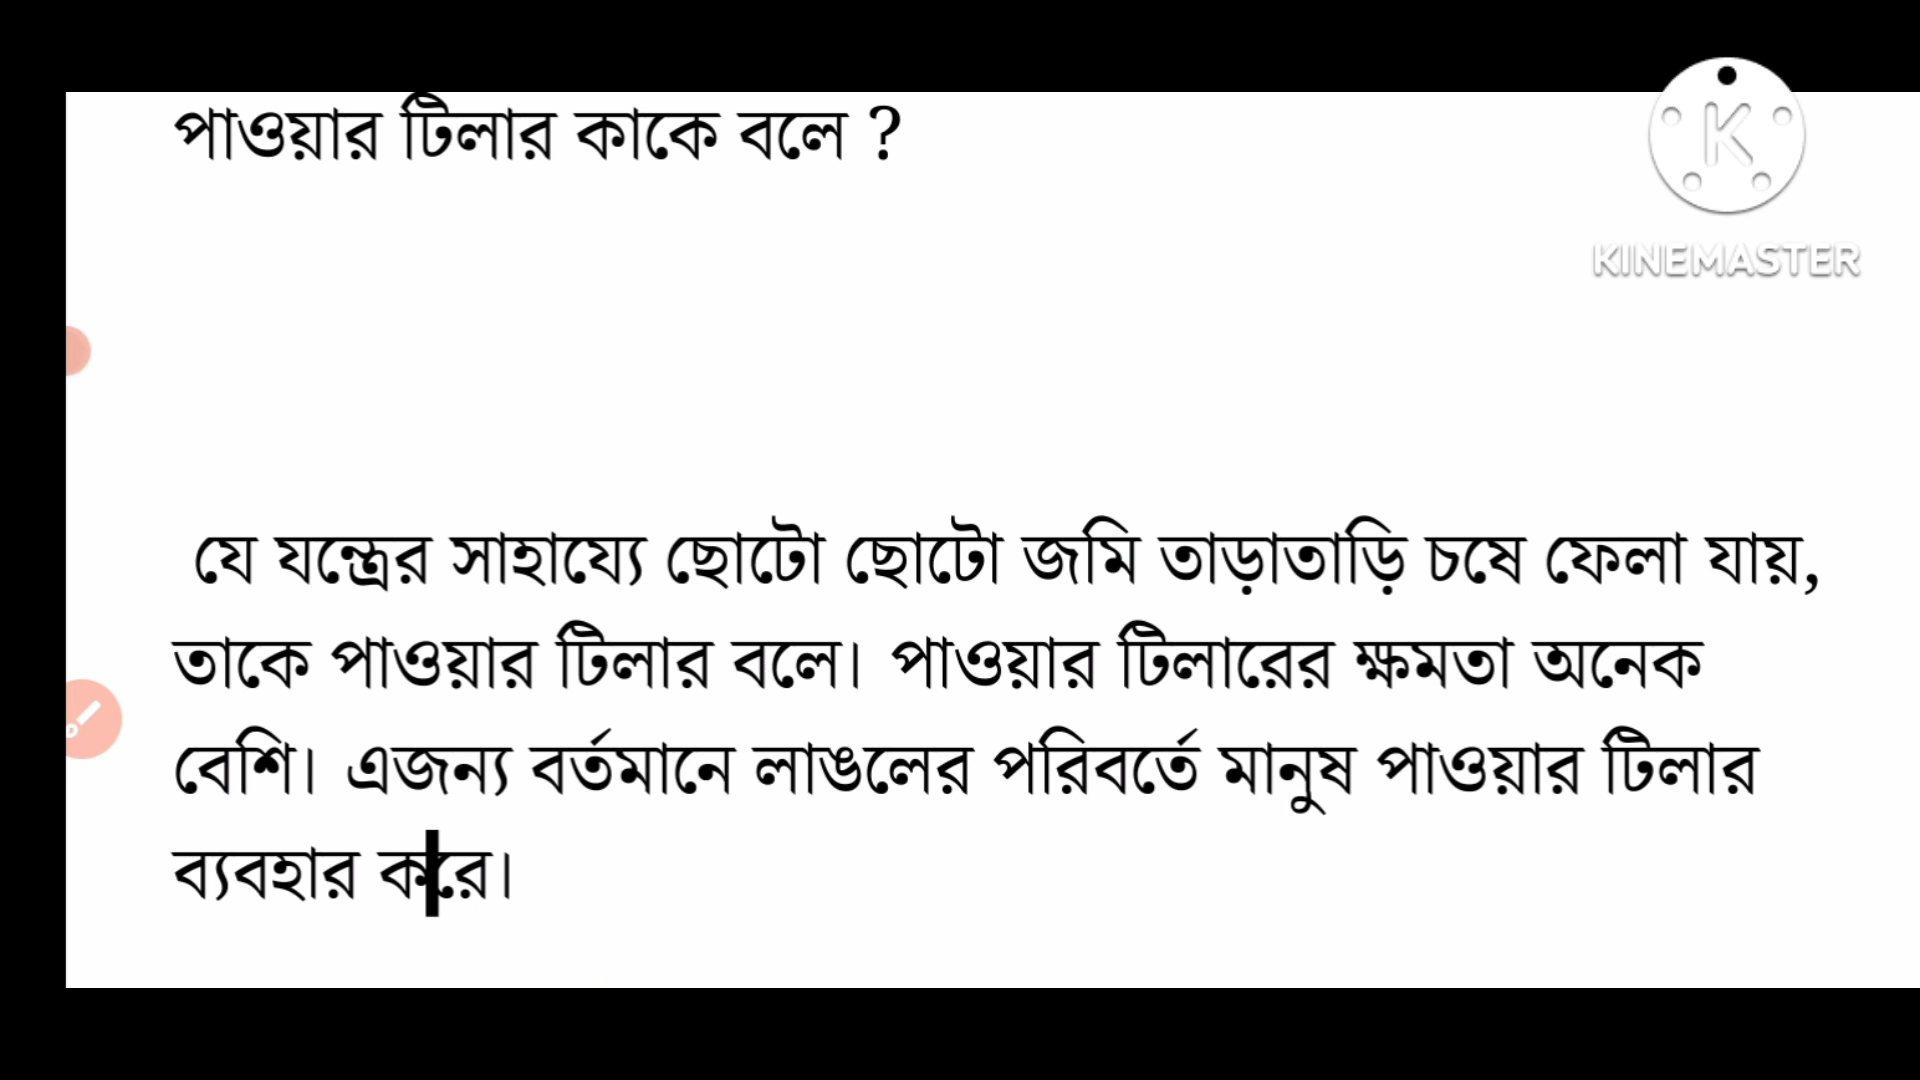 পাওয়ার টিলার কাকে বলে ?
KINEMASTER
যে যন্ত্রের সাহায্যে ছোটো ছোটো জমি তাড়াতাড়ি চষে ফেলা যায়,
তাকে পাওয়ার টিলার বলে। পাওয়ার টিলারের ক্ষমতা অনেক
বেশি। এজন্য বর্তমানে লাঙলের পরিবর্তে মানুষ পাওয়ার টিলার
ব্যবহার করে।